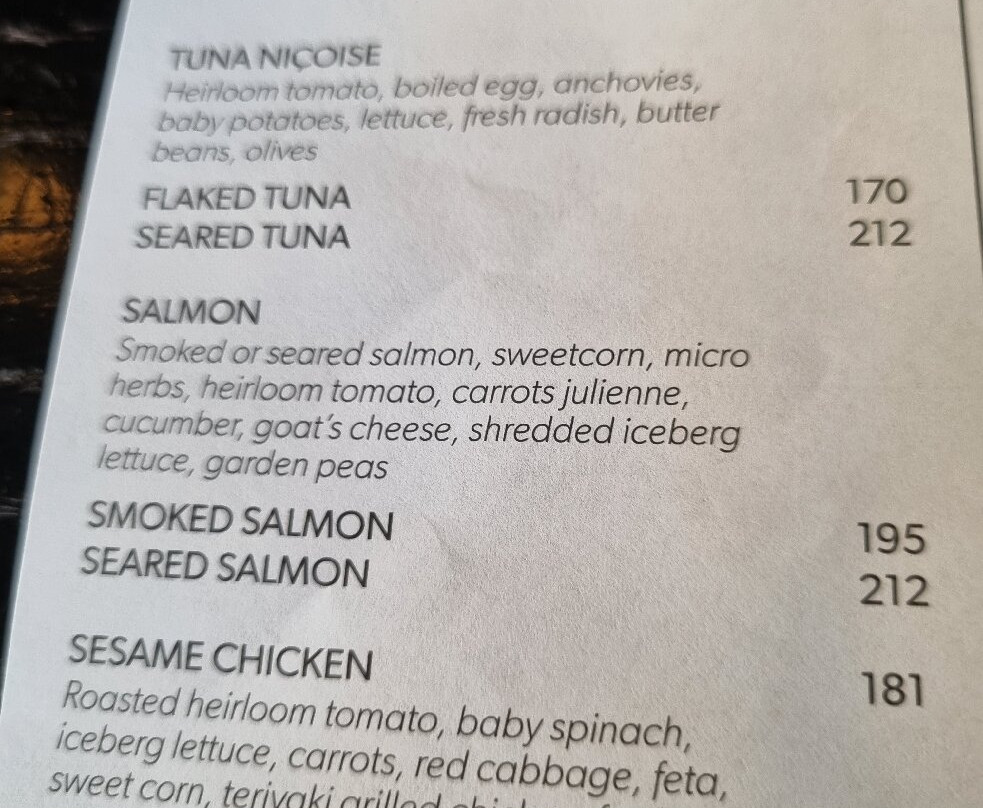 TUNA NIÇOISE
Heirloom tomato, boiled egg, anchovies,
baby potatoes, lettuce, fresh radish, butter
beans, olives
FLAKED TUNA 170
SEARED TUNA 212
SALMON
Smoked or seared salmon, sweetcorn, micro
herbs, heirloom tomato, carrots julienne,
cucumber, goat's cheese, shredded iceberg
lettuce, garden peas
SMOKED SALMON 195
SEARED SALMON 212
SESAME CHICKEN 181
Roasted heirloom tomato, baby spinach,
iceberg lettuce, carrots, red cabbage, feta,
sweet corn, teriyaki grilled